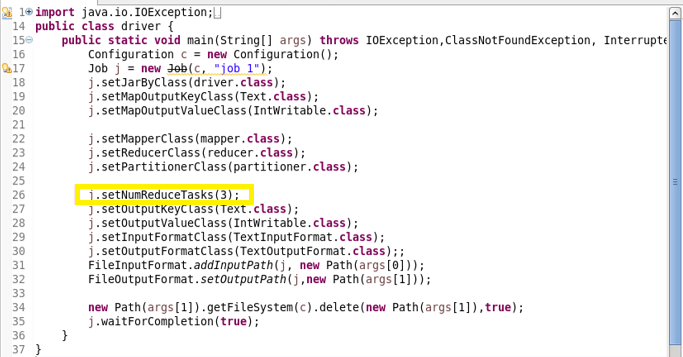 1 import java.io.IOException;
14 public class driver {
15 public static void main(String[] args) throws IOException,ClassNotFoundException, Interrupte
16 Configuration c = new Configuration();
17 Job j = new Job(c, "job 1");
18 j.setJarByClass(driver.class);
19 j.setMapOutputKeyClass(Text.class);
20 j.setMapOutputValueClass(IntWritable.class);
21
22 j.setMapperClass(mapper.class);
23 j.setReducerClass(reducer.class);
24 j.setPartitionerClass(partitioner.class);
25
26 j.setNumReduceTasks(3);
27 j.setOutputKeyClass(Text.class);
28 j.setOutputValueClass(IntWritable.class);
29 j.setInputFormatClass(TextInputFormat.class);
30 j.setOutputFormatClass(TextOutputFormat.class);;
31 FileInputFormat.addInputPath(j, new Path(args[0]));
32 FileOutputFormat.setOutputPath(j,new Path(args[1]));
33
34 new Path(args[1]).getFileSystem(c).delete(new Path(args[1]),true);
35 j.waitForCompletion(true);
36 }
37 }